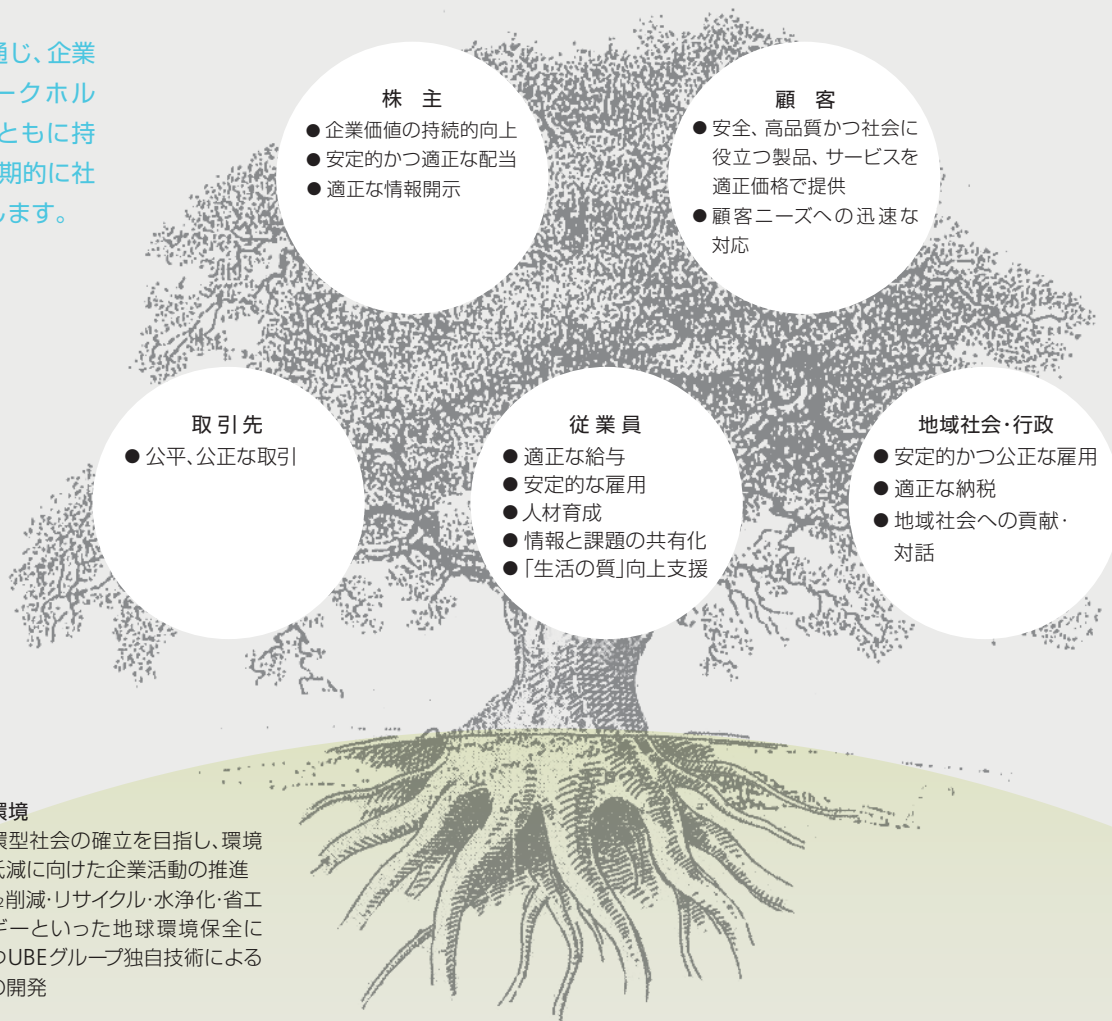 通じ、企業
ークホル
ともに持
期的に社
します。
株 主
● 企業価値の持続的向上
● 安定的かつ適正な配当
● 適正な情報開示
顧 客
● 安全、高品質かつ社会に
役立つ製品、サービスを
適正価格で提供
● 顧客ニーズへの迅速な
対応
取引先
● 公平、公正な取引
従業員
● 適正な給与
● 安定的な雇用
● 人材育成
● 情報と課題の共有化
● 「生活の質」向上支援
地域社会・行政
● 安定的かつ公正な雇用
● 適正な納税
● 地域社会への貢献・
対話
環境
環型社会の確立を目指し、環境
低減に向けた企業活動の推進
削減・リサイクル・水浄化・省エ
ギーといった地球環境保全に
つUBEグループ独自技術による
の開発